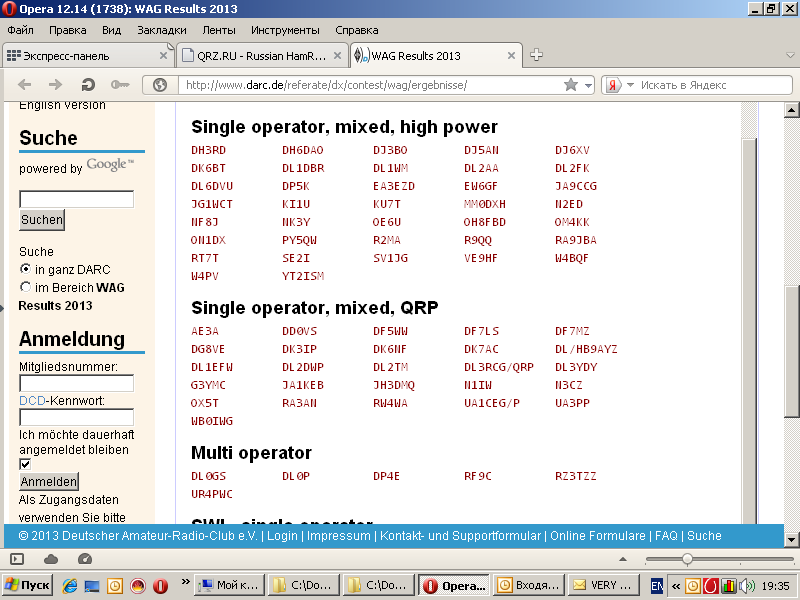 Opera 12.14 (1738): WAG Results 2013
Файл Правка Вид Закладки Ленты Инструменты Справка
Экспресс-панель QRZ.RU - Russian HamR... WAG Results 2013
http://www.darc.de/referate/dx/contest/wag/ergebnisse/ Искать в Яндекс
English version
Suche
powered by Google™
Suchen
Suche
in ganz DARC
im Bereich WAG
Results 2013
Anmeldung
Mitgliedsnummer:
DCD-Kennwort:
Ich möchte dauerhaft
angemeldet bleiben
Anmelden
Als Zugangsdaten
verwenden Sie bitte
Single operator, mixed, high power
DH3RD DH6DAO DJ3BO DJ5AN DJ6XV
DK6BT DL1DBR DL1WM DL2AA DL2FK
DL6DVU DP5K EA3EZD EW6GF JA9CCG
JG1WCT KI1U KU7T MM0DXH N2ED
NF8J NK3Y OE6U OH8FBD OM4KK
ON1DX PY5QW R2MA R9QQ RA9JBA
RT7T SE2I SV1JG VE9HF W4BQF
W4PV YT2ISM
Single operator, mixed, QRP
AE3A DD0VS DF5WW DF7LS DF7MZ
DG8VE DK3IP DK6NF DK7AC DL/HB9AYZ
DL1EFW DL2DWP DL2TM DL3RCG/QRP DL3YDY
G3YMC JA1KEB JH3DMQ N1IW N3CZ
OX5T RA3AN RW4WA UA1CEG/P UA3PP
WB0IWG
Multi operator
DL0GS DL0P DP4E RF9C RZ3TZZ
UR4PWC
SWL, single operator
© 2013 Deutscher Amateur-Radio-Club e.V. | Login | Impressum | Kontakt- und Supportformular | Online Formulare | FAQ | Suche
Пуск » Мой к... C:\Do... C:\Do... Opera... Входя... VERY ... EN « 19:35